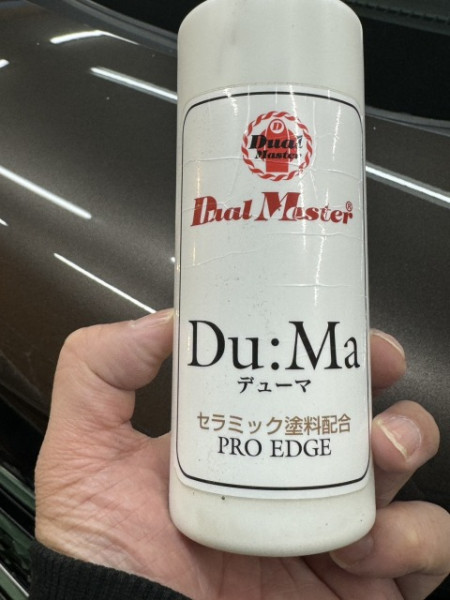 D
Dual
Master
Dual Master®
Du:Ma
デューマ
セラミック塗料配合
PRO EDGE